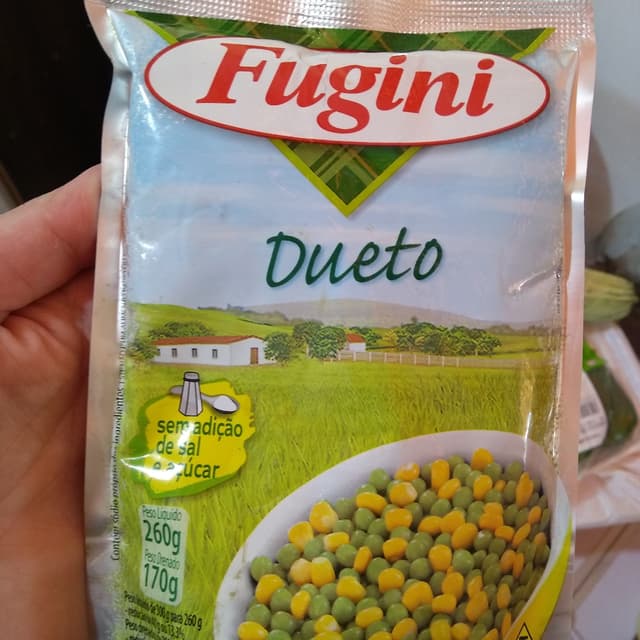 Fugini
Dueto
sem adição
de sal
e açúcar
Peso Líquido
260g
Peso Drenado
170g